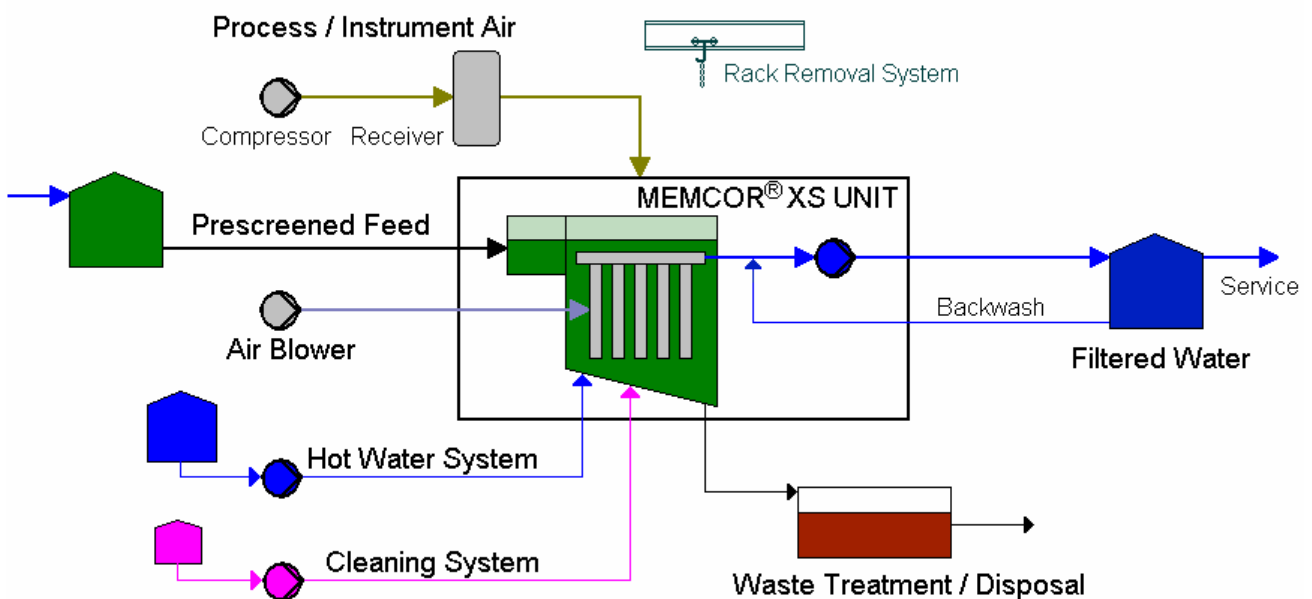 Process / Instrument Air
Rack Removal System
Compressor
Receiver
MEMCOR® XS UNIT
Prescreened Feed
Service
Backwash
Air Blower
Filtered Water
Hot Water System
Cleaning System
Waste Treatment / Disposal